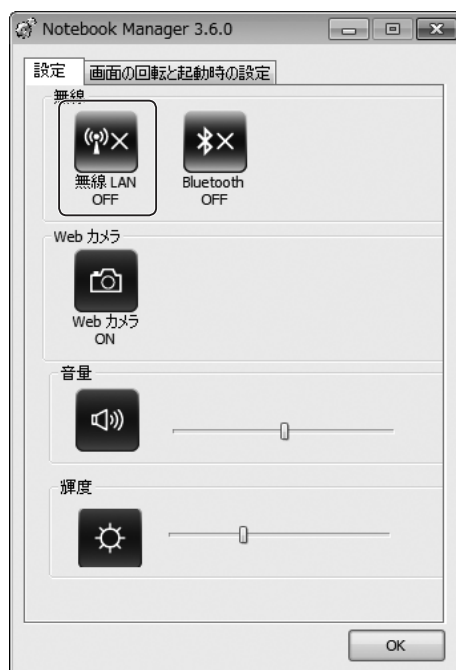 Notebook Manager 3.6.0
設定
画面の回転と起動時の設定
無線
無線 LAN
OFF
Bluetooth
OFF
Web カメラ
Web カメラ
ON
音量
輝度
OK